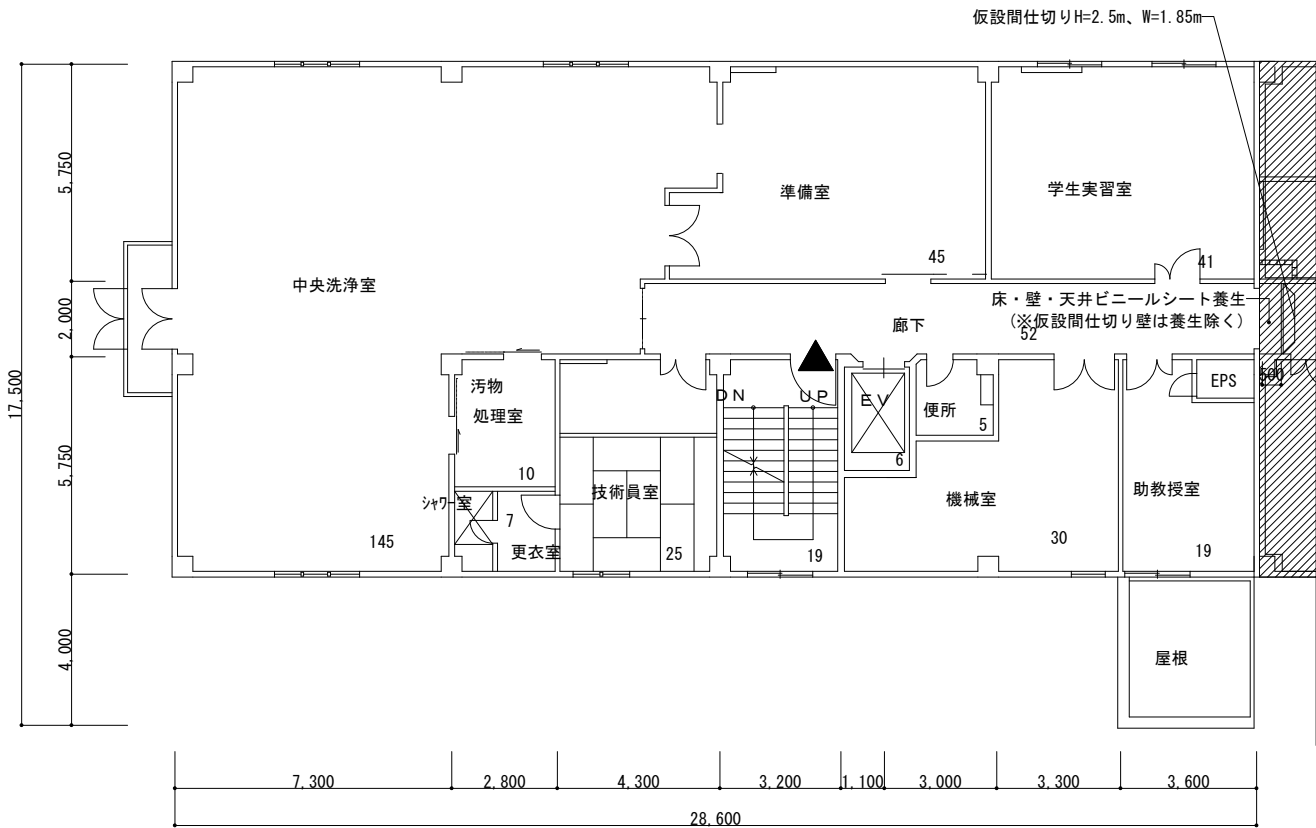 仮設間仕切りH=2.5m、W=1.85m
5,750
2,000
5,750
4,000
17,500
中央洗浄室
145
準備室
45
学生実習室
41
床・壁・天井ビニールシート養生
(※仮設間仕切り壁は養生除く)
廊下
52
汚物
処理室
10
シャワー室
7
更衣室
技術員室
25
DN
UP
19
EV
6
便所
5
機械室
30
EPS
500
助教授室
19
屋根
7,300
2,800
4,300
3,200
1,100
3,000
3,300
3,600
28,600